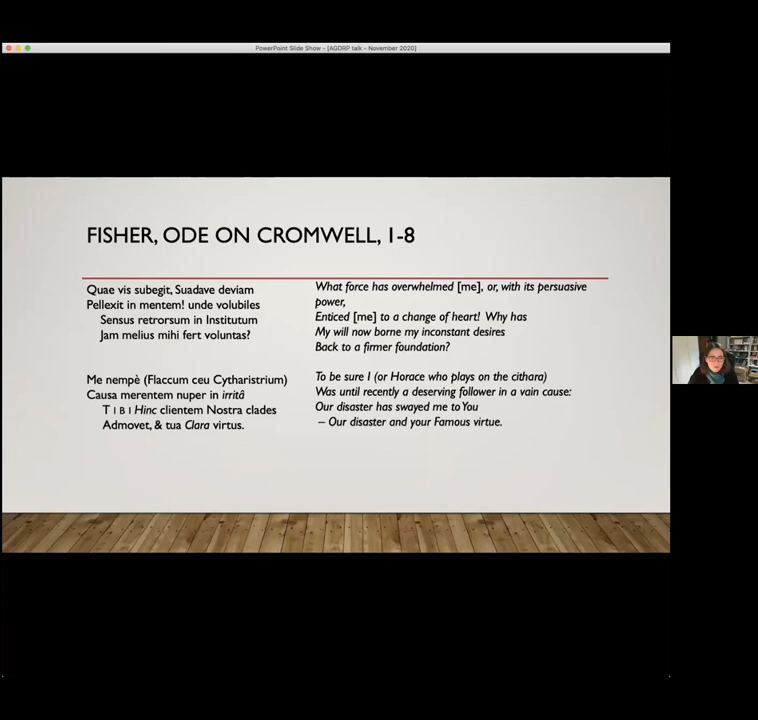 PowerPoint Slide Show - [AGDRP talk - November 2020]
FISHER, ODE ON CROMWELL, 1-8
Quae vis subegit, Suadave deviam
Pellexit in mentem! unde volubiles
Sensus retrorsum in Institutum
Jam melius mihi fert voluntas?
Me nempè (Flaccum ceu Cytharistrium)
Causa merentem nuper in irritâ
T I B I Hinc clientem Nostra clades
Admovet, & tua Clara virtus.
What force has overwhelmed [me], or, with its persuasive
power,
Enticed [me] to a change of heart! Why has
My will now borne my inconstant desires
Back to a firmer foundation?
To be sure I (or Horace who plays on the cithara)
Was until recently a deserving follower in a vain cause:
Our disaster has swayed me to You
– Our disaster and your Famous virtue.